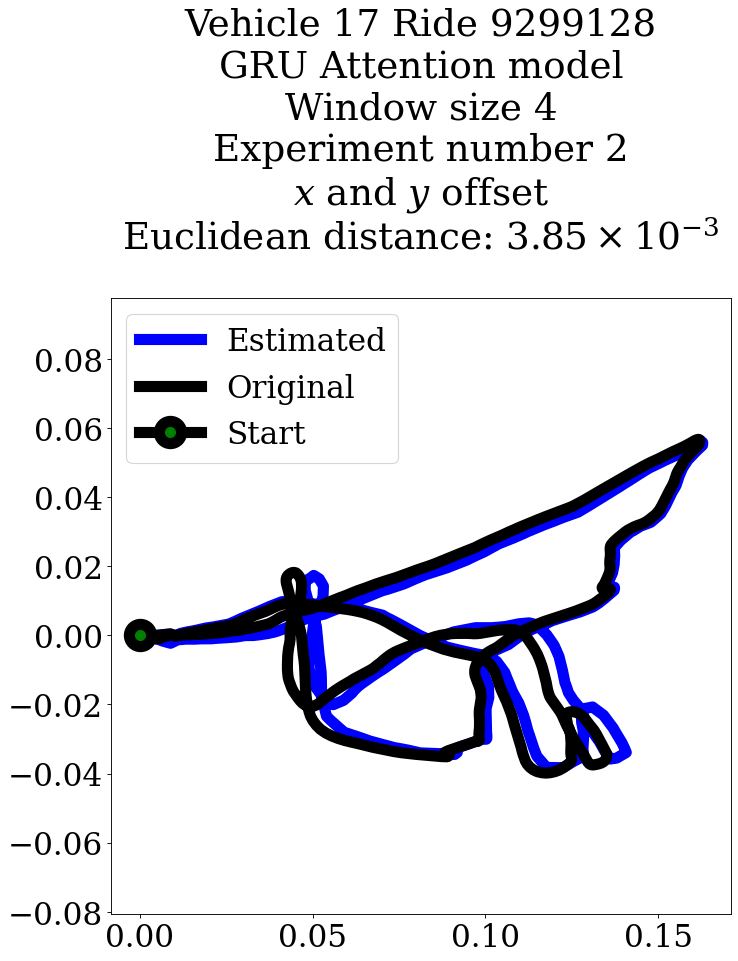 Vehicle 17 Ride 9299128
GRU Attention model
Window size 4
Experiment number 2
x and y offset
Euclidean distance: 3.85 × 10⁻³
Estimated
Original
Start
0.08
0.06
0.04
0.02
0.00
−0.02
−0.04
−0.06
−0.08
0.00 0.05 0.10 0.15